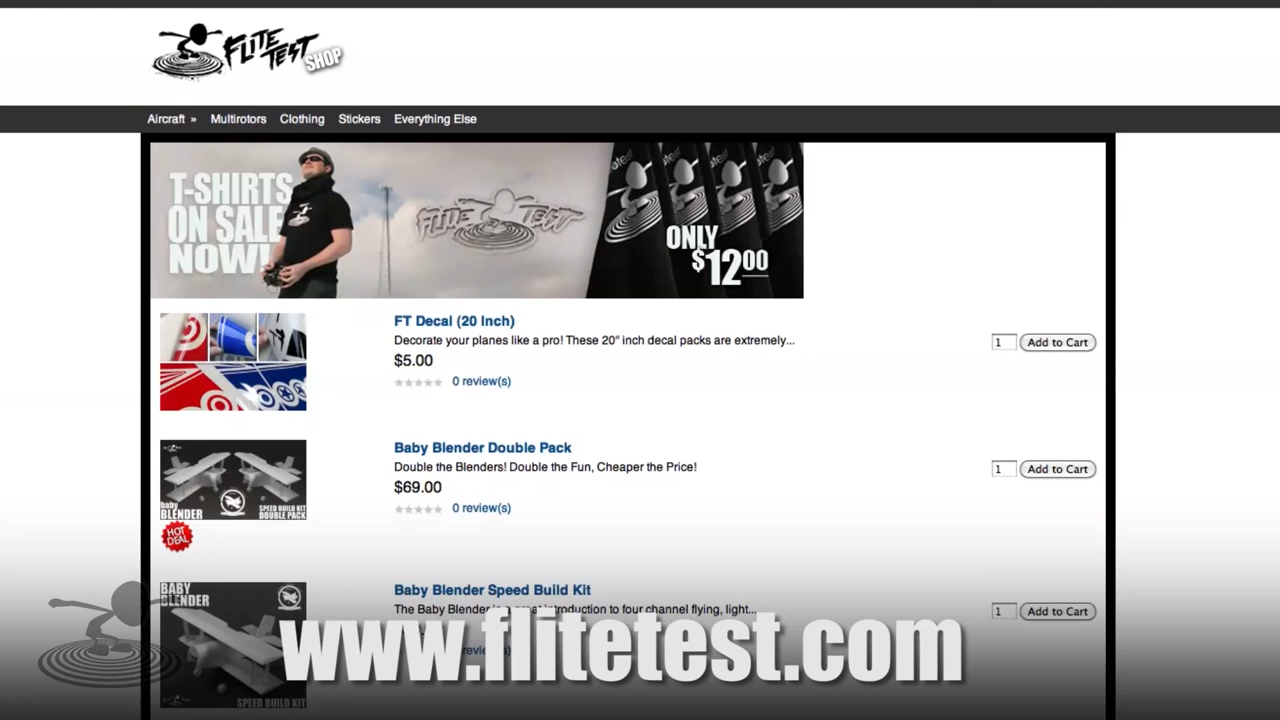 FLITE TEST SHOP
Aircraft » Multirotors Clothing Stickers Everything Else
T-SHIRTS
ON SALE
NOW!
FLITE TEST
ONLY
$12.00
FT Decal (20 Inch)
Decorate your planes like a pro! These 20" inch decal packs are extremely...
1 Add to Cart
$5.00
0 review(s)
Baby Blender Double Pack
Double the Blenders! Double the Fun, Cheaper the Price!
1 Add to Cart
$69.00
0 review(s)
baby
BLENDER
SPEED BUILD KIT
DOUBLE PACK
HOT
DEAL
BABY
BLENDER
Baby Blender Speed Build Kit
The Baby Blender is a great introduction to four channel flying, light...
1 Add to Cart
www.flitetest.com
SPEED BUILD KIT